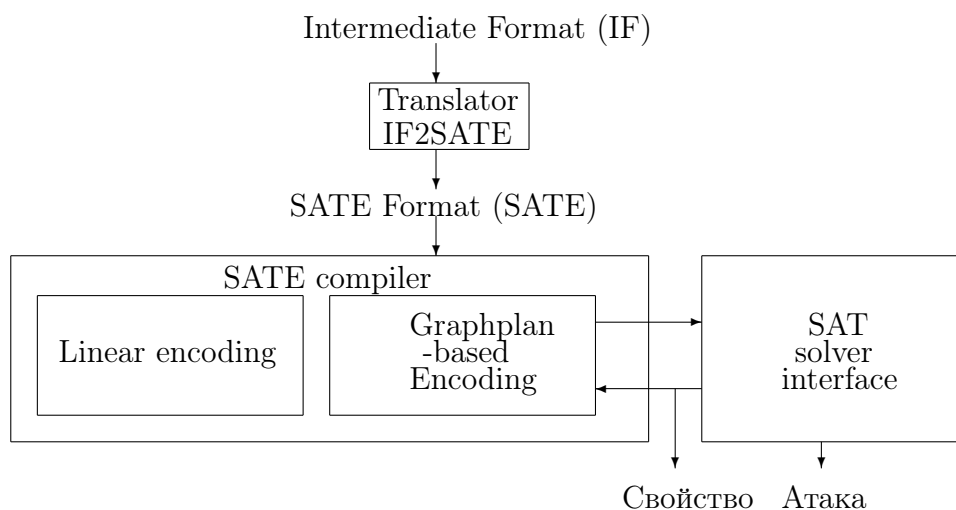 Intermediate Format (IF)
Translator
IF2SATE
SATE Format (SATE)
SATE compiler
Linear encoding
Graphplan
-based
Encoding
SAT
solver
interface
Свойство
Атака